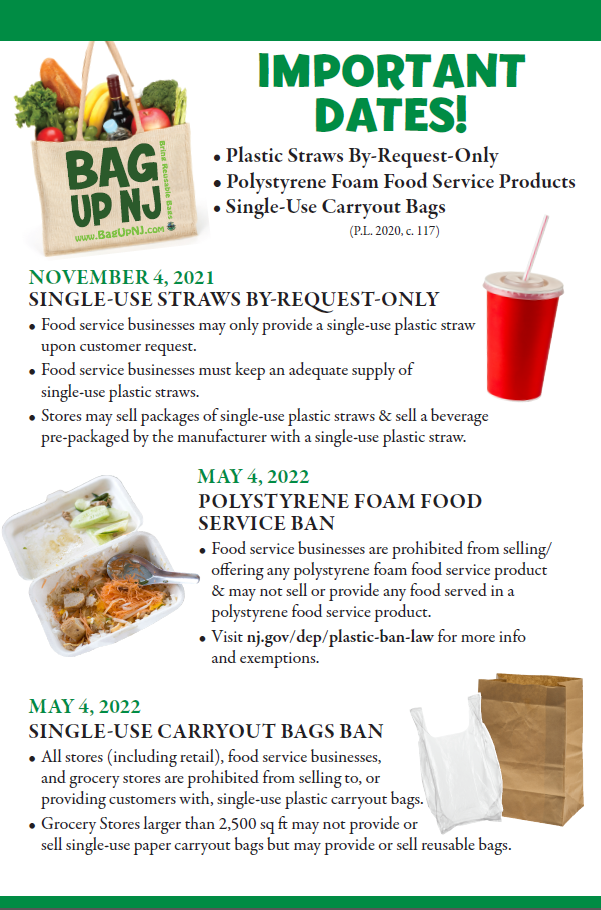 IMPORTANT
DATES!
BAG
UP NJ
Bring Reusable Bags
www.BagUpNJ.com
• Plastic Straws By-Request-Only
• Polystyrene Foam Food Service Products
• Single-Use Carryout Bags
(P.L. 2020, c. 117)
NOVEMBER 4, 2021
SINGLE-USE STRAWS BY-REQUEST-ONLY
• Food service businesses may only provide a single-use plastic straw
upon customer request.
• Food service businesses must keep an adequate supply of
single-use plastic straws.
• Stores may sell packages of single-use plastic straws & sell a beverage
pre-packaged by the manufacturer with a single-use plastic straw.
MAY 4, 2022
POLYSTYRENE FOAM FOOD
SERVICE BAN
• Food service businesses are prohibited from selling/
offering any polystyrene foam food service product
& may not sell or provide any food served in a
polystyrene food service product.
• Visit nj.gov/dep/plastic-ban-law for more info
and exemptions.
MAY 4, 2022
SINGLE-USE CARRYOUT BAGS BAN
• All stores (including retail), food service businesses,
and grocery stores are prohibited from selling to, or
providing customers with, single-use plastic carryout bags.
• Grocery Stores larger than 2,500 sq ft may not provide or
sell single-use paper carryout bags but may provide or sell reusable bags.